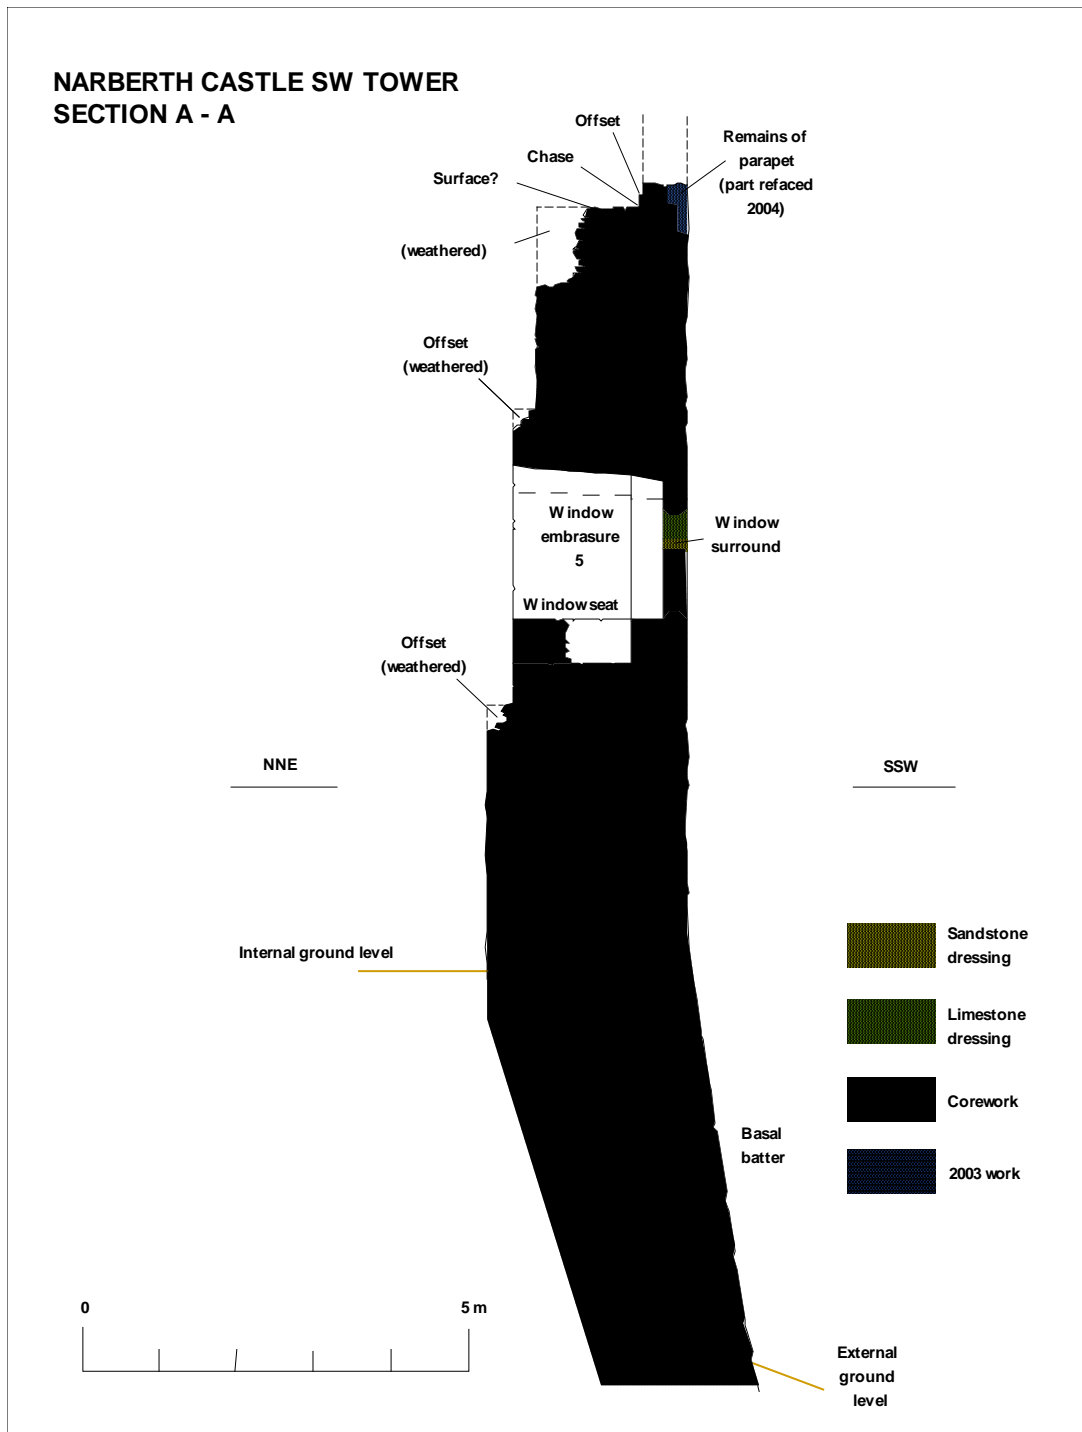 NARBERTH CASTLE SW TOWER
SECTION A - A
Offset
Remains of
parapet
(part refaced
2004)
Chase
Surface?
(weathered)
Offset
(weathered)
Window
embrasure
5
Window
surround
Window seat
Offset
(weathered)
NNE
SSW
Internal ground level
Sandstone
dressing
Limestone
dressing
Corework
Basal
batter
2003 work
0
5 m
External
ground
level